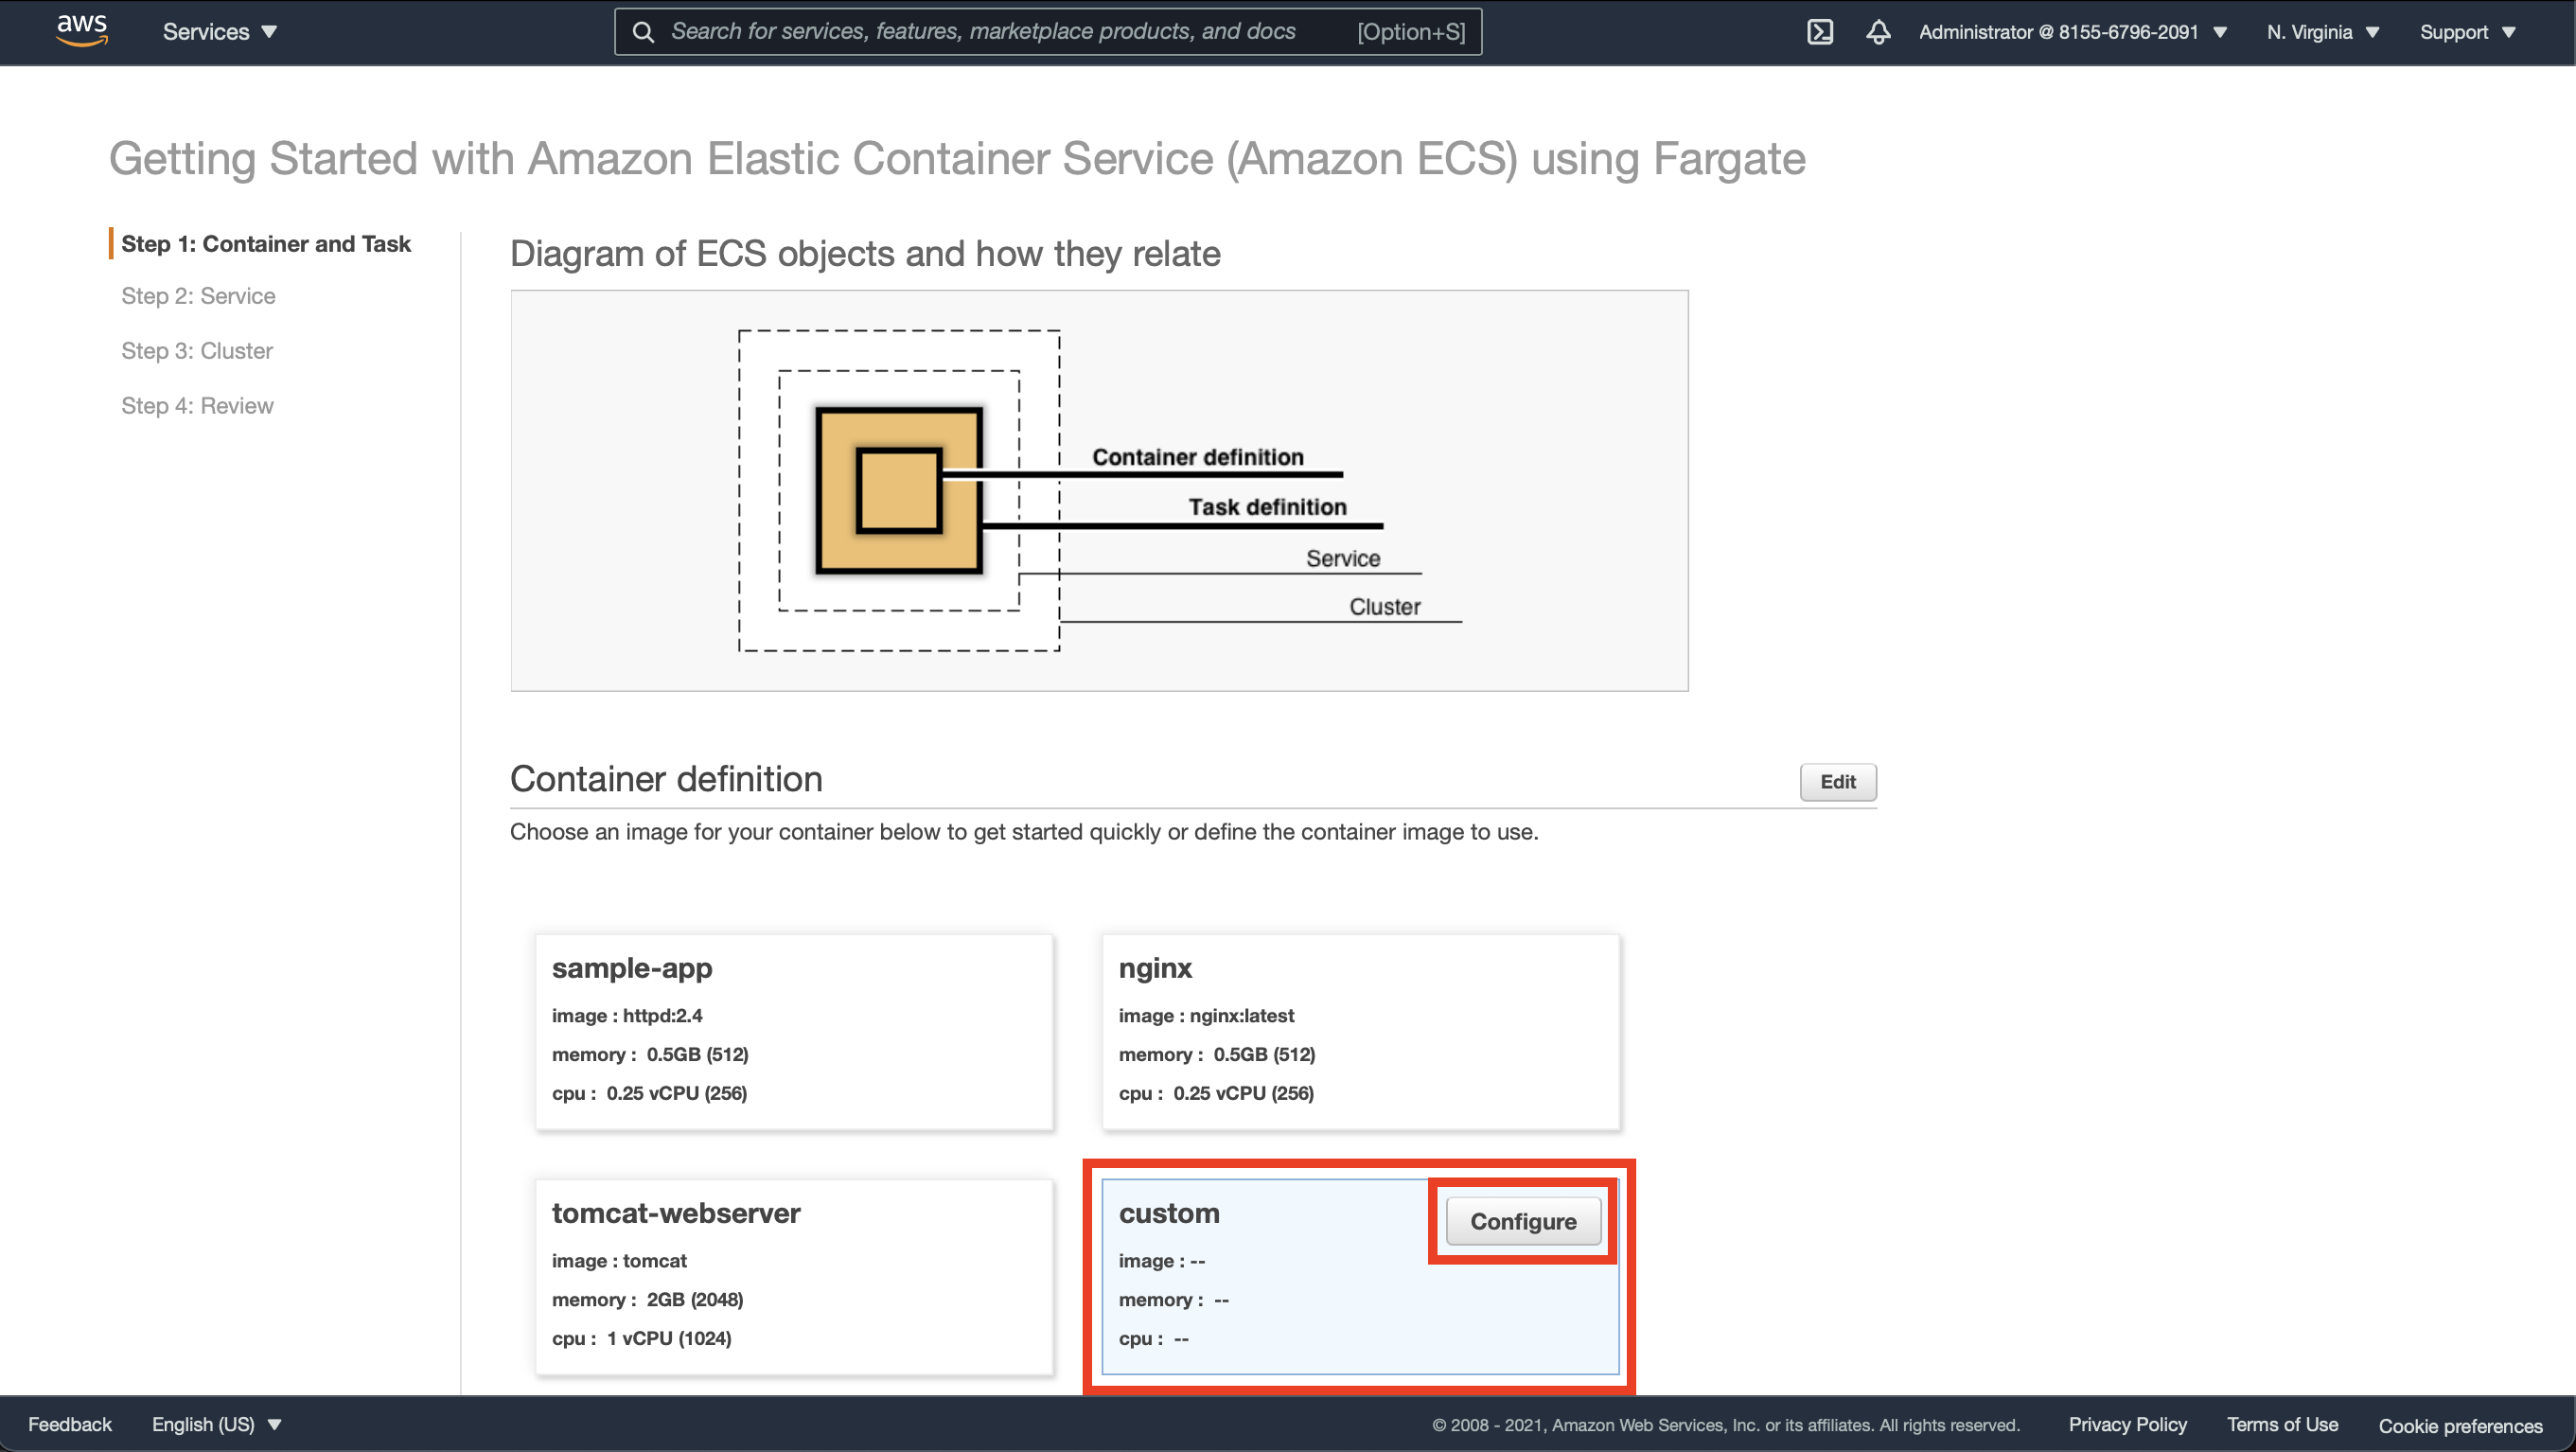 aws
Services
Search for services, features, marketplace products, and docs [Option+S]
Administrator @ 8155-6796-2091
N. Virginia
Support
Getting Started with Amazon Elastic Container Service (Amazon ECS) using Fargate
Step 1: Container and Task
Step 2: Service
Step 3: Cluster
Step 4: Review
Diagram of ECS objects and how they relate
Container definition
Task definition
Service
Cluster
Container definition
Edit
Choose an image for your container below to get started quickly or define the container image to use.
sample-app
image : httpd:2.4
memory : 0.5GB (512)
cpu : 0.25 vCPU (256)
nginx
image : nginx:latest
memory : 0.5GB (512)
cpu : 0.25 vCPU (256)
tomcat-webserver
image : tomcat
memory : 2GB (2048)
cpu : 1 vCPU (1024)
custom
Configure
image : --
memory : --
cpu : --
Feedback
English (US)
© 2008 - 2021, Amazon Web Services, Inc. or its affiliates. All rights reserved.
Privacy Policy
Terms of Use
Cookie preferences